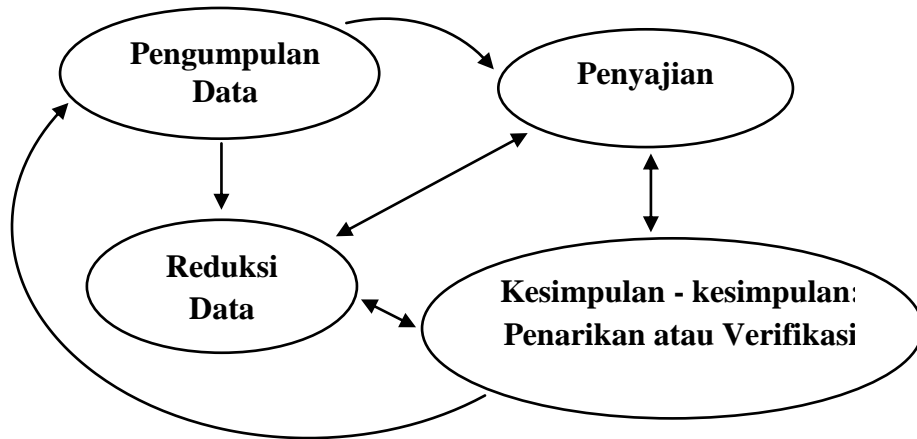 Pengumpulan
Data
Penyajian
Reduksi
Data
Kesimpulan - kesimpulan:
Penarikan atau Verifikasi